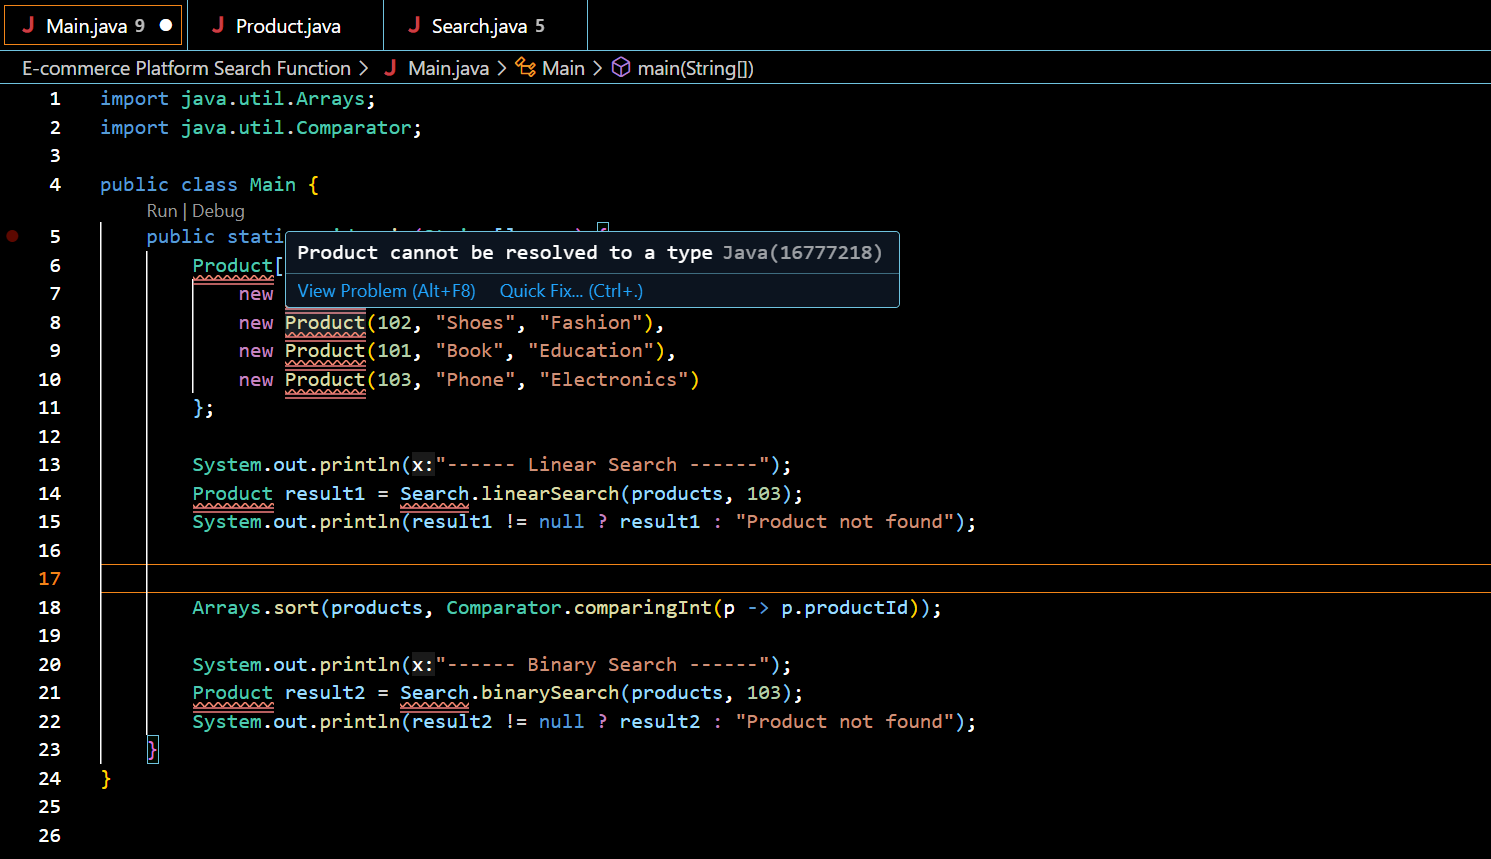 Main.java 9 Product.java Search.java 5
E-commerce Platform Search Function > Main.java > Main > main(String[])
1 import java.util.Arrays;
2 import java.util.Comparator;
3
4 public class Main {
Run | Debug
5 public stati {
Product cannot be resolved to a type Java(16777218)
View Problem (Alt+F8) Quick Fix... (Ctrl+.)
6 Product[
7 new
8 new Product(102, "Shoes", "Fashion"),
9 new Product(101, "Book", "Education"),
10 new Product(103, "Phone", "Electronics")
11 };
12
13 System.out.println(x:"------ Linear Search ------");
14 Product result1 = Search.linearSearch(products, 103);
15 System.out.println(result1 != null ? result1 : "Product not found");
16
17
18 Arrays.sort(products, Comparator.comparingInt(p -> p.productId));
19
20 System.out.println(x:"------ Binary Search ------");
21 Product result2 = Search.binarySearch(products, 103);
22 System.out.println(result2 != null ? result2 : "Product not found");
23 }
24 }
25
26